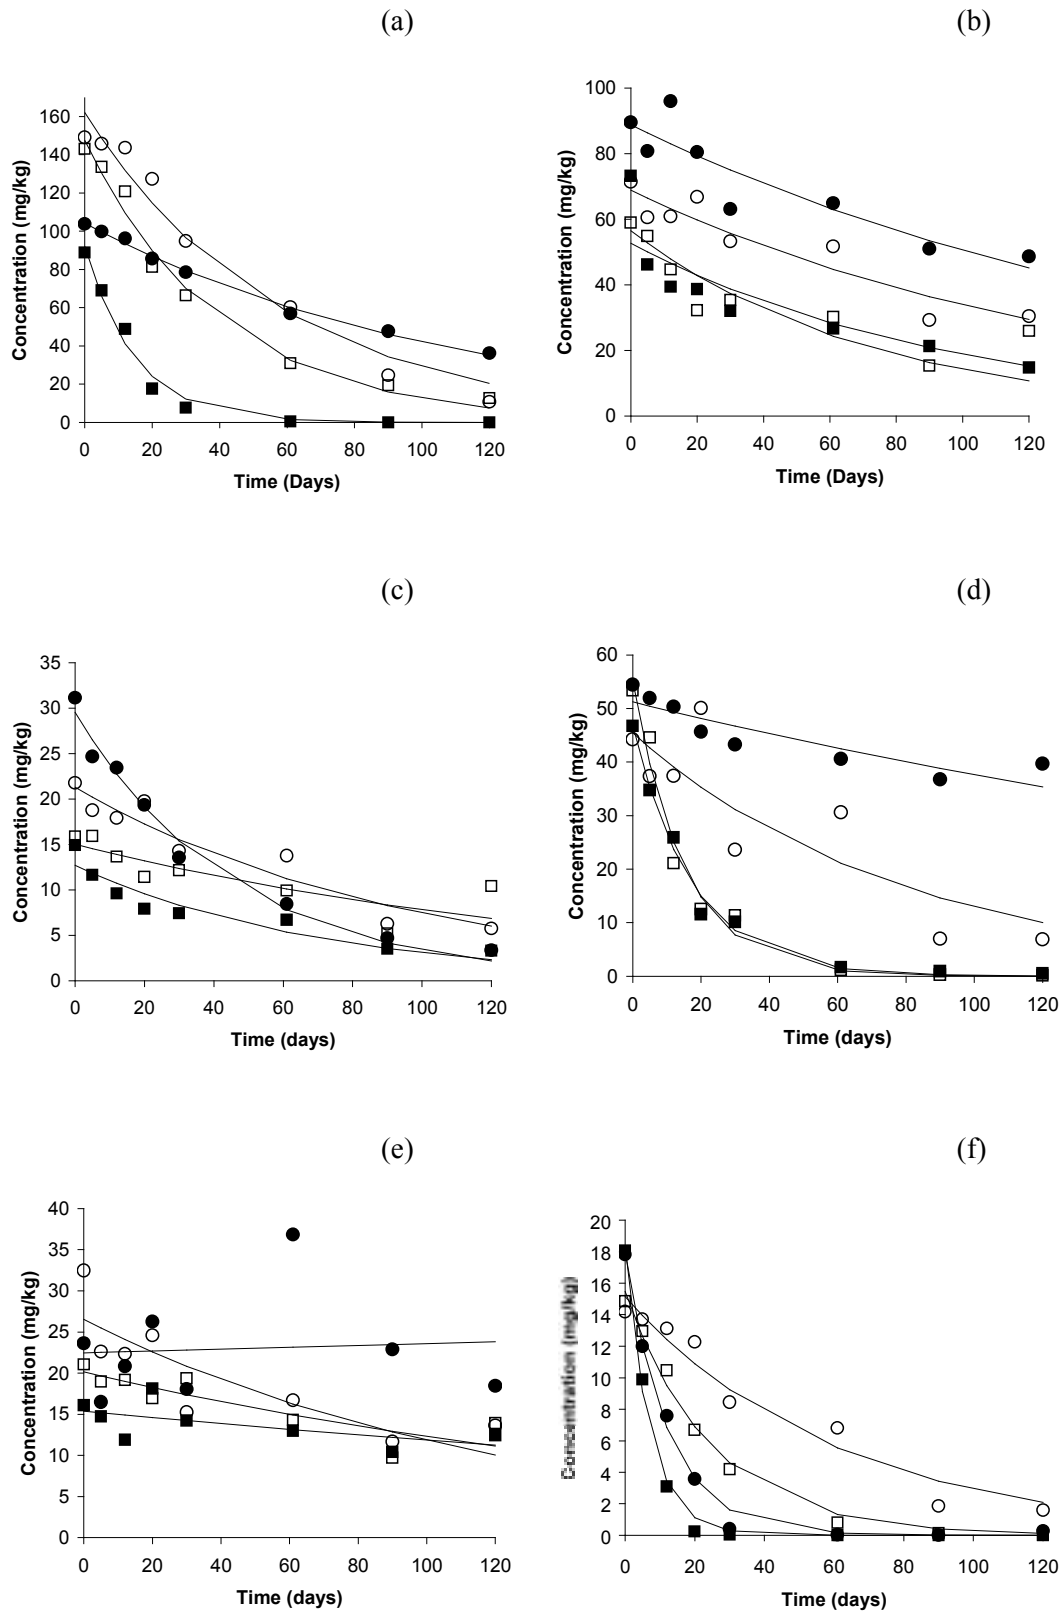 (a)
(b)
160
140
120
100
80
60
40
20
0
Concentration (mg/kg)
0 20 40 60 80 100 120
Time (Days)
100
80
60
40
20
0
Concentration (mg/kg)
0 20 40 60 80 100 120
Time (Days)
(c)
(d)
35
30
25
20
15
10
5
0
Concentration (mg/kg)
0 20 40 60 80 100 120
Time (days)
60
50
40
30
20
10
0
Concentration (mg/kg)
0 20 40 60 80 100 120
Time (days)
(e)
(f)
40
35
30
25
20
15
10
5
0
Concentration (mg/kg)
0 20 40 60 80 100 120
Time (days)
20
18
16
14
12
10
8
6
4
2
0
Concentration (mg/kg)
0 20 40 60 80 100 120
Time (days)